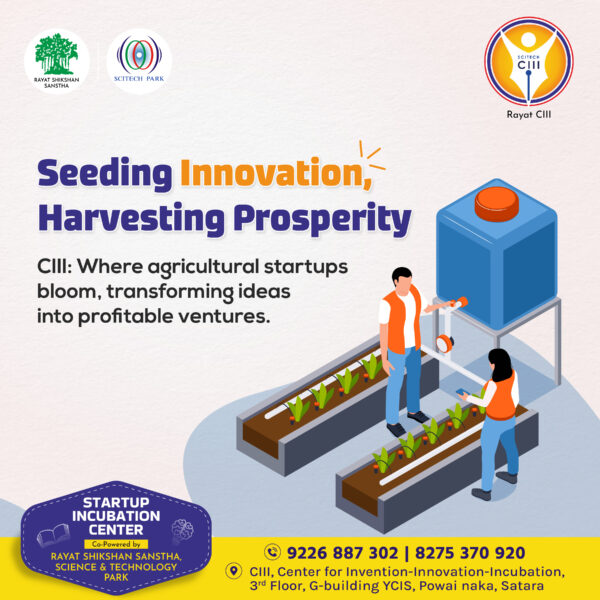 RAYAT SHIKSHAN
SANSTHA
SCITECH PARK
SCITECH
CIII
Rayat CIII
Seeding Innovation,
Harvesting Prosperity
CIII: Where agricultural startups
bloom, transforming ideas
into profitable ventures.
STARTUP
INCUBATION
CENTER
Co-Powered by
RAYAT SHIKSHAN SANSTHA,
SCIENCE & TECHNOLOGY
PARK
9226 887 302 | 8275 370 920
CIII, Center for Invention-Innovation-Incubation,
3rd Floor, G-building YCIS, Powai naka, Satara